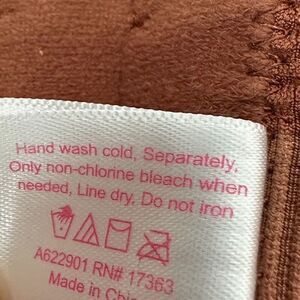 Hand wash cold, Separately,
Only non-chlorine bleach when
needed, Line dry, Do not iron
A622901 RN# 17363
Made in